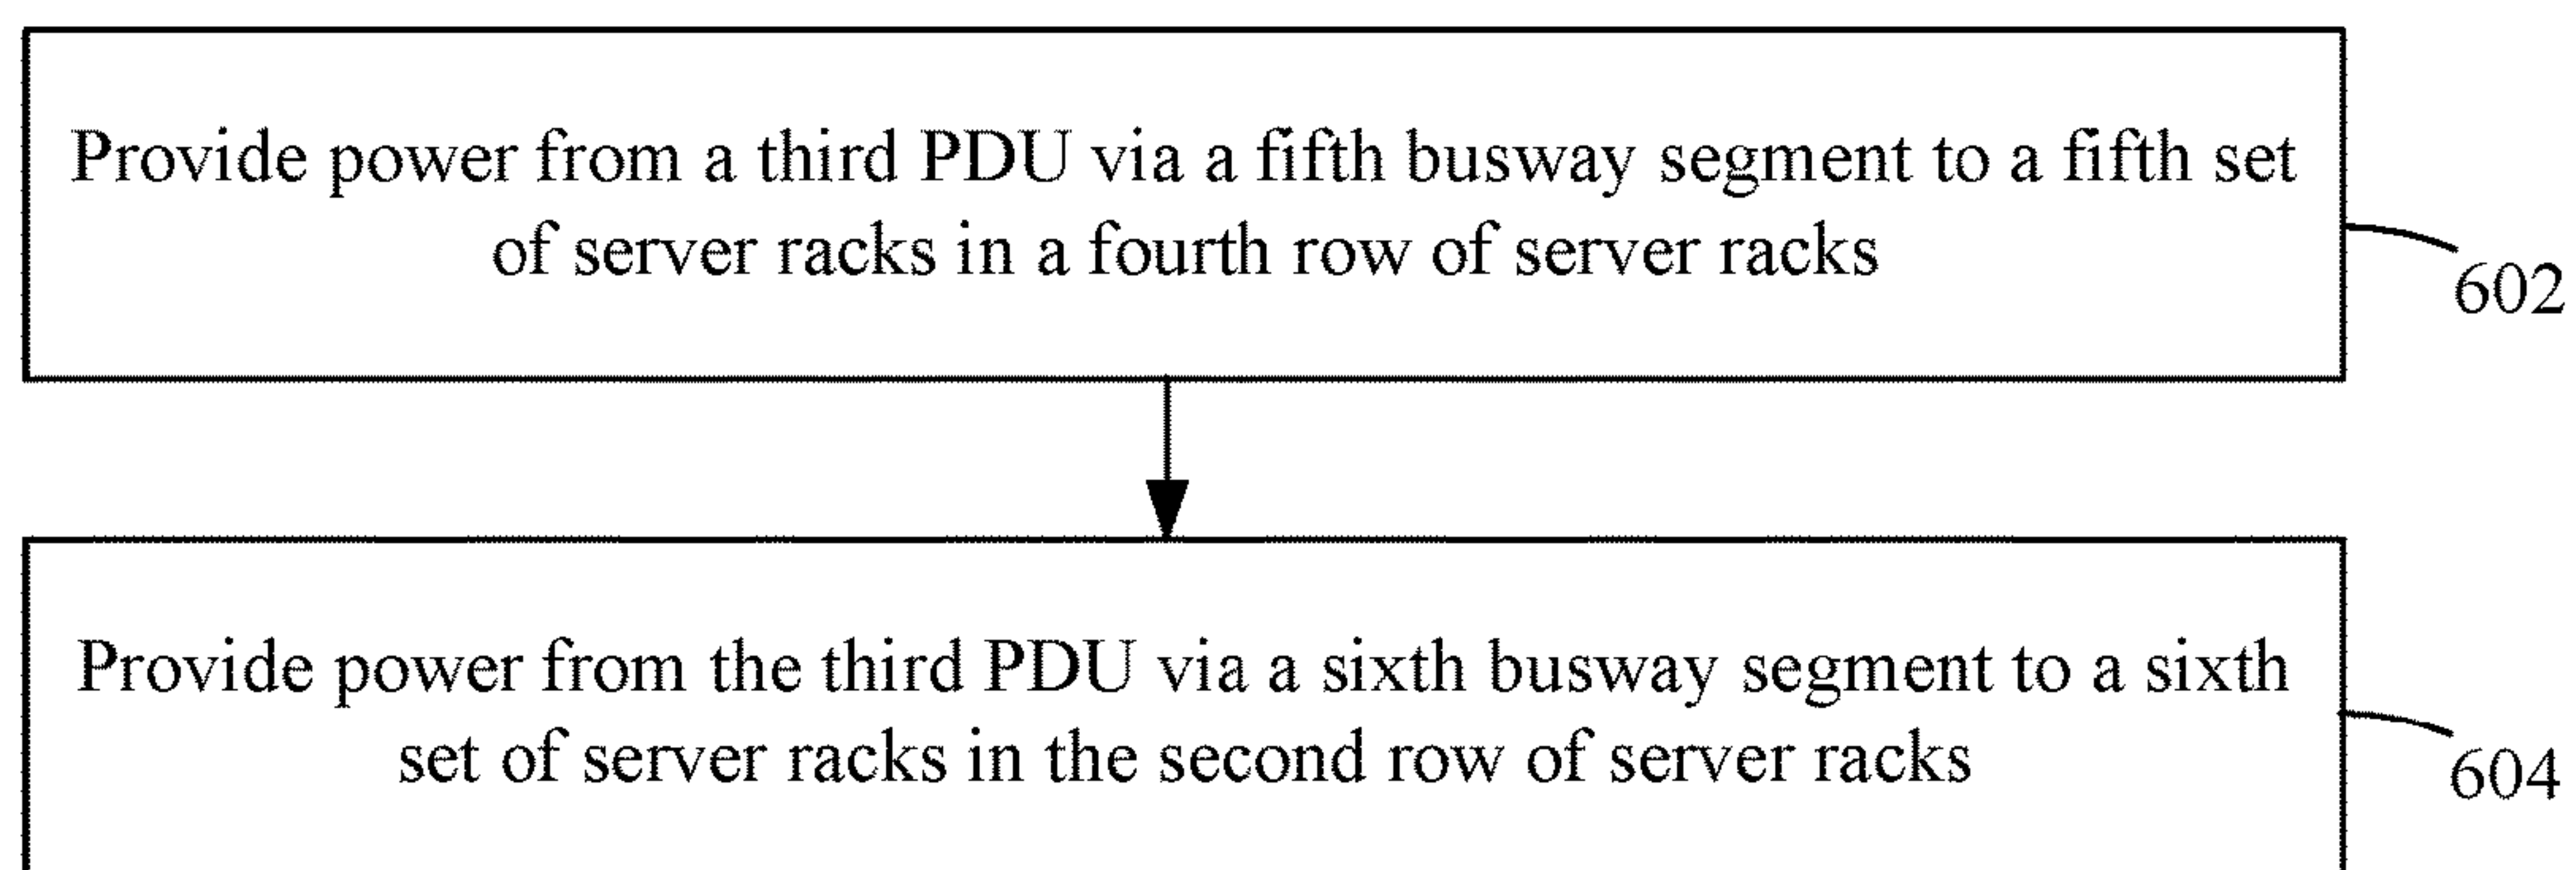 Provide power from a third PDU via a fifth busway segment to a fifth set
of server racks in a fourth row of server racks
602
Provide power from the third PDU via a sixth busway segment to a sixth
set of server racks in the second row of server racks
604